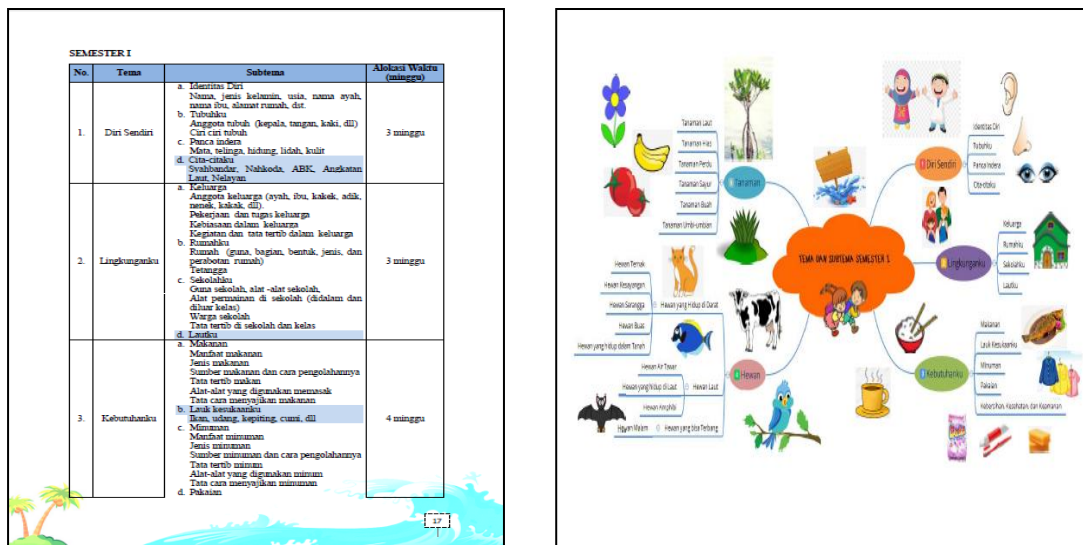 SEMESTER I
No. Tema Subtema Alokasi Waktu
(minggu)
a. Identitas Diri
Nama, jenis kelamin, usia, nama ayah,
nama ibu, alamat rumah, dst.
b. Tubuhku
Anggota tubuh (kepala, tangan, kaki, dll)
Ciri ciri tubuh
1. Diri Sendiri 3 minggu
c. Panca indera
Mata, telinga, hidung, lidah, kulit
d. Cita-citaku
Syahbandar, Nahkoda, ABK, Angkatan
Laut, Nelayan
a. Keluarga
Anggota keluarga (ayah, ibu, kakek, adik,
nenek, kakak, dll).
Pekerjaan dan tugas keluarga
Kebiasaan dalam keluarga
Kegiatan dan tata tertib dalam keluarga
b. Rumahku
2. Lingkunganku Rumah (guna, bagian, bentuk, jenis, dan 3 minggu
perabotan rumah)
Tetangga
c. Sekolahku
Guna sekolah, alat -alat sekolah,
Alat permainan di sekolah (didalam dan
diluar kelas)
Warga sekolah
Tata tertib di sekolah dan kelas
d. Lautku
a. Makanan
Manfaat makanan
Jenis makanan
Sumber makanan dan cara pengolahannya
Tata tertib makan
Alat-alat yang digunakan memasak
Tata cara menyajikan makanan
b. Lauk kesukaanku
3. Kebutuhanku Ikan, udang, kepiting, cumi, dll 4 minggu
c. Minuman
Manfaat minuman
Jenis minuman
Sumber minuman dan cara pengolahannya
Tata tertib minum
Alat-alat yang digunakan minum
Tata cara menyajikan minuman
d. Pakaian
17
TEMA DAN SUBTEMA SEMESTER 1
Diri Sendiri
Identitas Diri
Tubuhku
Panca Indera
Cita-citaku
Lingkunganku
Keluarga
Rumahku
Sekolahku
Lautku
Kebutuhanku
Makanan
Lauk Kesukaanku
Minuman
Pakaian
Kebersihan, Kesehatan, dan Keamanan
Tanaman
Tanaman Laut
Tanaman Hias
Tanaman Perdu
Tanaman Sayur
Tanaman Buah
Tanaman Umbi-umbian
Hewan
Hewan yang Hidup di Darat
Hewan Ternak
Hewan Kesayangan
Hewan Serangga
Hewan Buas
Hewan yang hidup dalam Tanah
Hewan Laut
Hewan Air Tawar
Hewan yang hidup di Laut
Hewan Amphibi
Hewan yang bisa Terbang
Hewan Malam